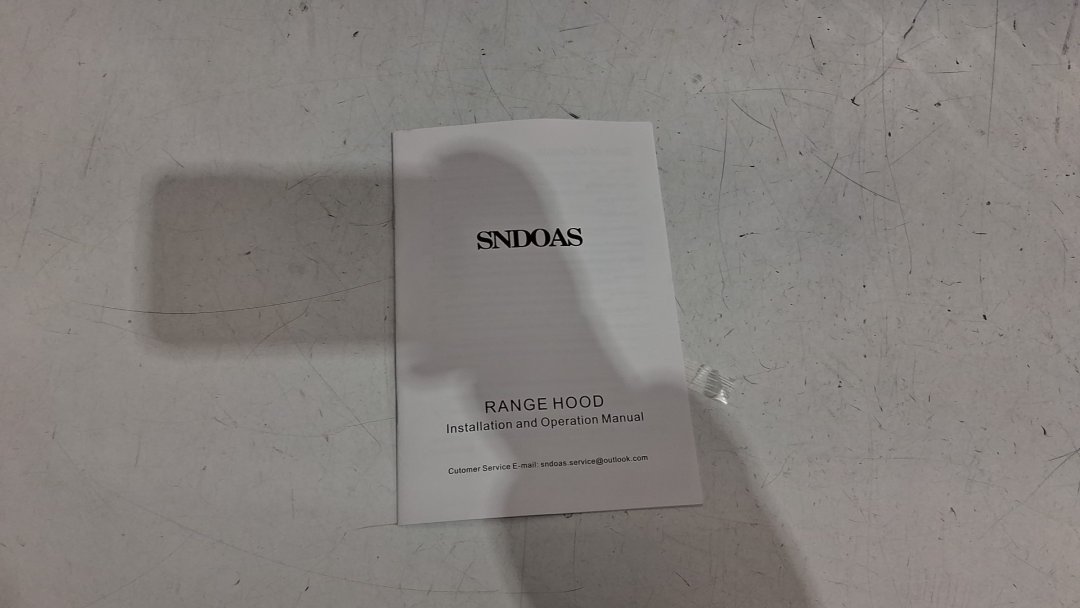 SNDOAS
RANGE HOOD
Installation and Operation Manual
Cutomer Service E-mail: sndoas.service@outlook.com